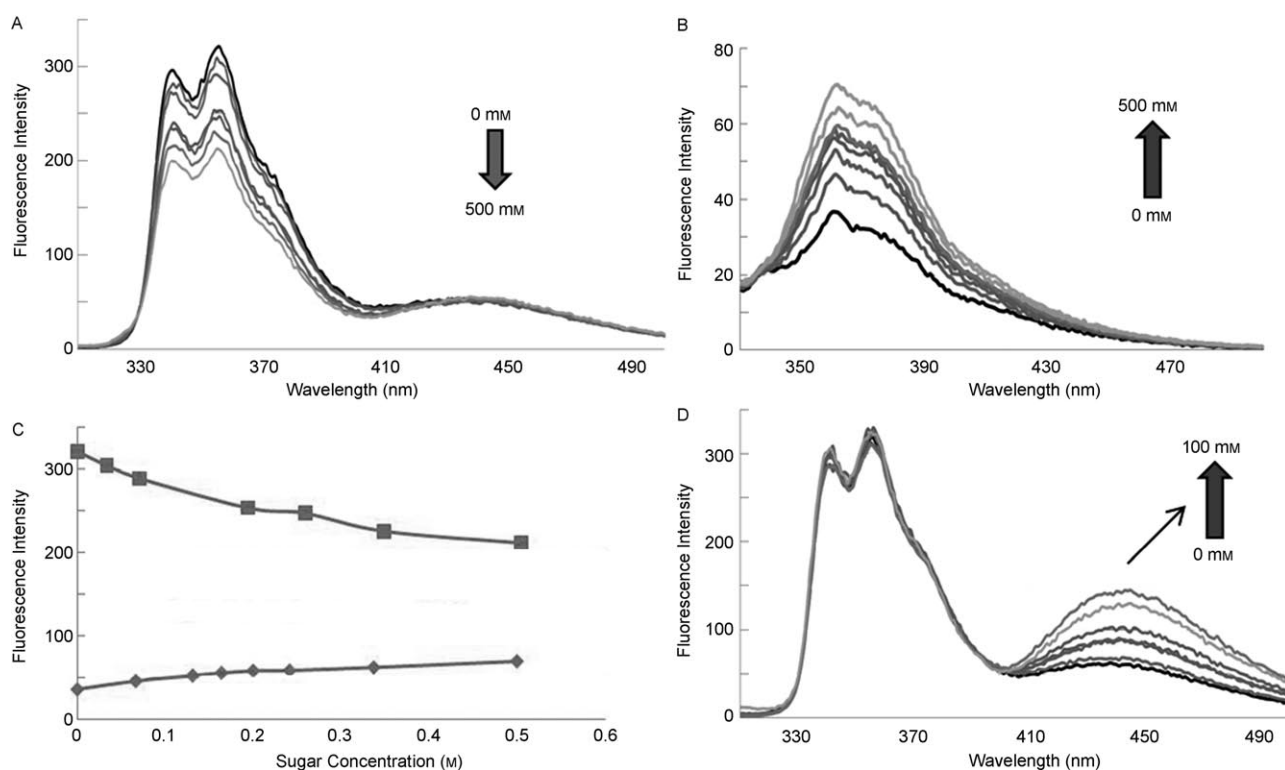 A
Fluorescence Intensity
300
200
100
0
0 mM
500 mM
330
370
410
450
490
Wavelength (nm)
B
Fluorescence Intensity
80
60
40
20
0
500 mM
0 mM
350
390
430
470
Wavelength (nm)
C
Fluorescence Intensity
300
200
100
0
0
0.1
0.2
0.3
0.4
0.5
0.6
Sugar Concentration (M)
D
Fluorescence Intensity
300
200
100
0
100 mM
0 mM
330
370
410
450
490
Wavelength (nm)